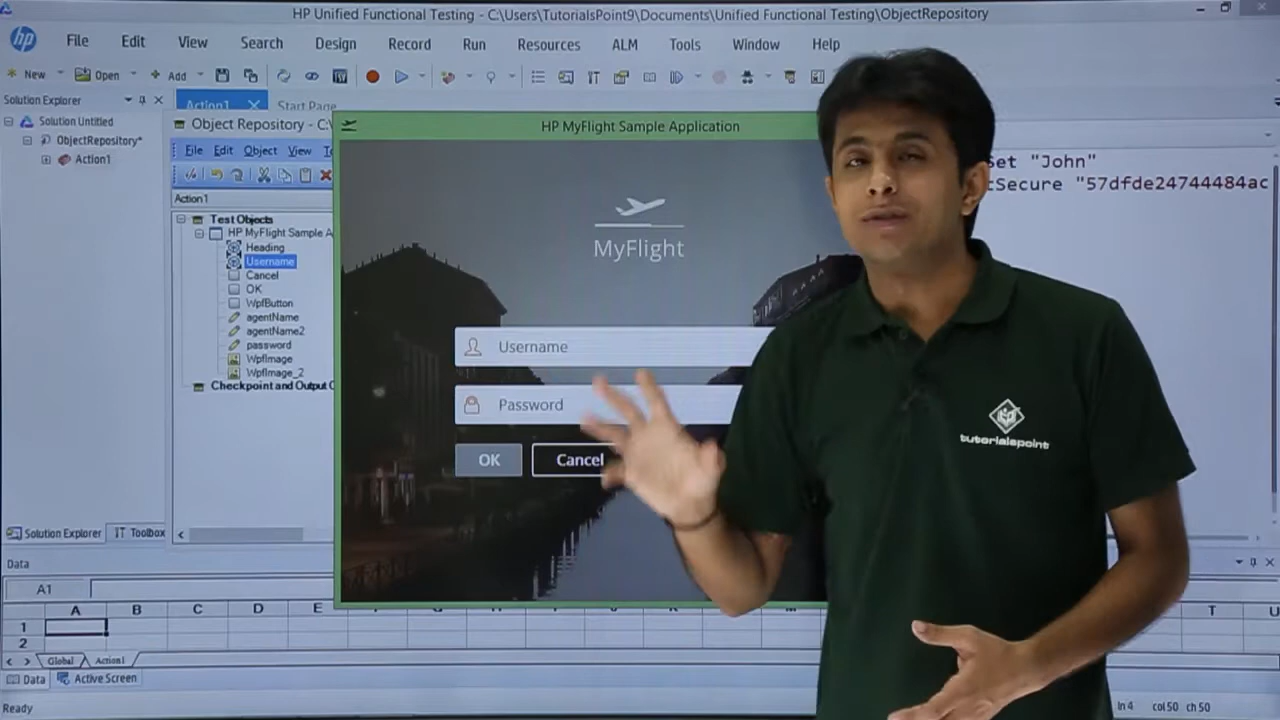 HP Unified Functional Testing - C:\Users\TutorialsPoint9\Documents\Unified Functional Testing\ObjectRepository
hp File Edit View Search Design Record Run Resources ALM Tools Window Help
New Open Add
Solution Explorer
Action1 Start Page
Solution Untitled
ObjectRepository*
Action1
Object Repository - C:\
File Edit Object View
Action1
Test Objects
HP MyFlight Sample A
Heading
Username
Cancel
OK
WpfButton
agentName
agentName2
password
WpfImage
WpfImage_2
Checkpoint and Output
HP MyFlight Sample Application
MyFlight
Username
Password
OK Cancel
Set "John"
tSecure "57dfde24744484ac
tutorialspoint
Solution Explorer Toolbox
Data
A1
A B C D E T U
1
2
Global Action1
Data Active Screen
Ready
ln 4 col 50 ch 50